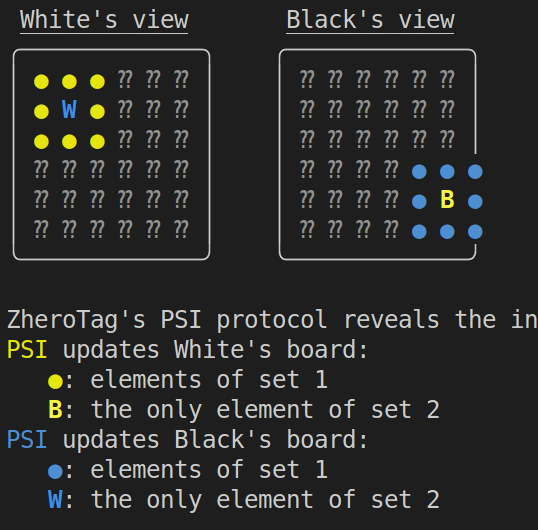 White's view Black's view
● ● ● ⁇ ⁇ ⁇ ⁇ ⁇ ⁇ ⁇ ⁇ ⁇
● W ● ⁇ ⁇ ⁇ ⁇ ⁇ ⁇ ⁇ ⁇ ⁇
● ● ● ⁇ ⁇ ⁇ ⁇ ⁇ ⁇ ⁇ ⁇ ⁇
⁇ ⁇ ⁇ ⁇ ⁇ ⁇ ⁇ ⁇ ⁇ ⁇ ● ● ●
⁇ ⁇ ⁇ ⁇ ⁇ ⁇ ⁇ ⁇ ⁇ ⁇ ● B ●
⁇ ⁇ ⁇ ⁇ ⁇ ⁇ ⁇ ⁇ ⁇ ⁇ ● ● ●
ZheroTag's PSI protocol reveals the in
PSI updates White's board:
●: elements of set 1
B: the only element of set 2
PSI updates Black's board:
●: elements of set 1
W: the only element of set 2